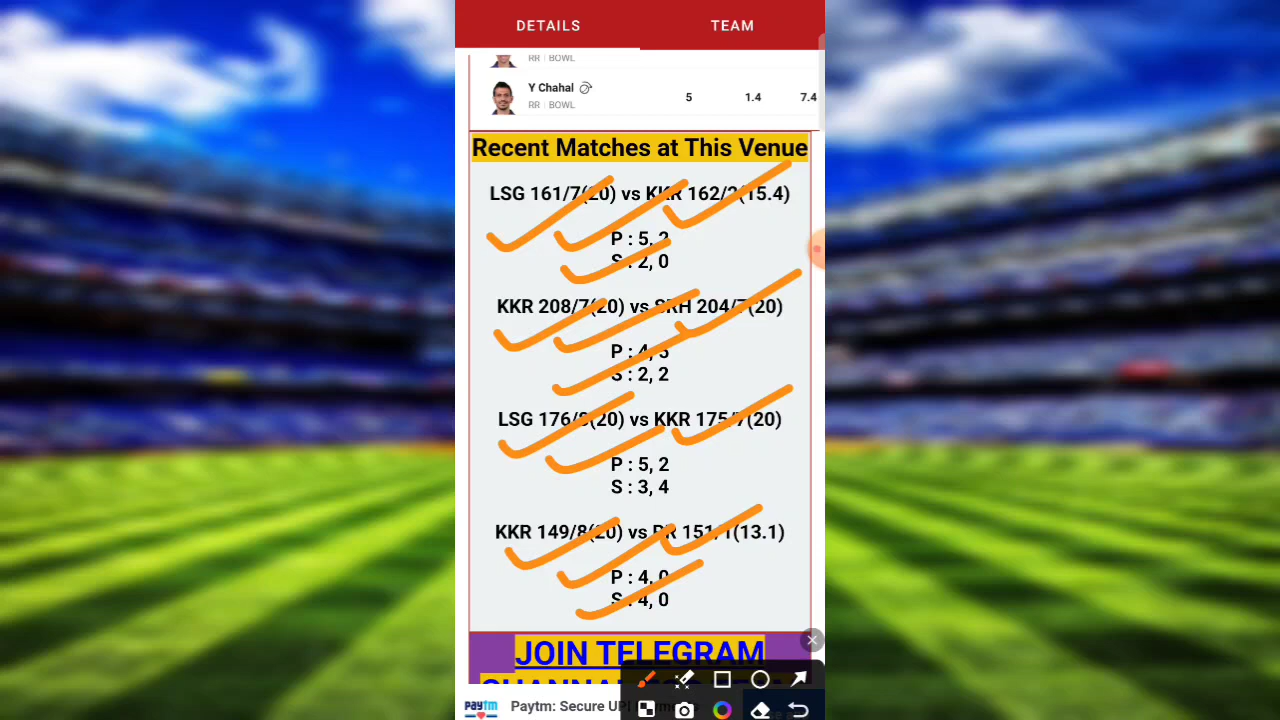 DETAILS TEAM
RR | BOWL
Y Chahal 5 1.4 7.4
RR | BOWL
Recent Matches at This Venue
LSG 161/7(20) vs KKR 162/2(15.4)
P : 5, 2
S : 2, 0
KKR 208/7(20) vs SRH 204/7(20)
P : 4, 5
S : 2, 2
LSG 176/8(20) vs KKR 175/7(20)
P : 5, 2
S : 3, 4
KKR 149/8(20) vs RR 151/1(13.1)
P : 4, 0
S : 4, 0
JOIN TELEGRAM
Paytm Paytm: Secure UPI